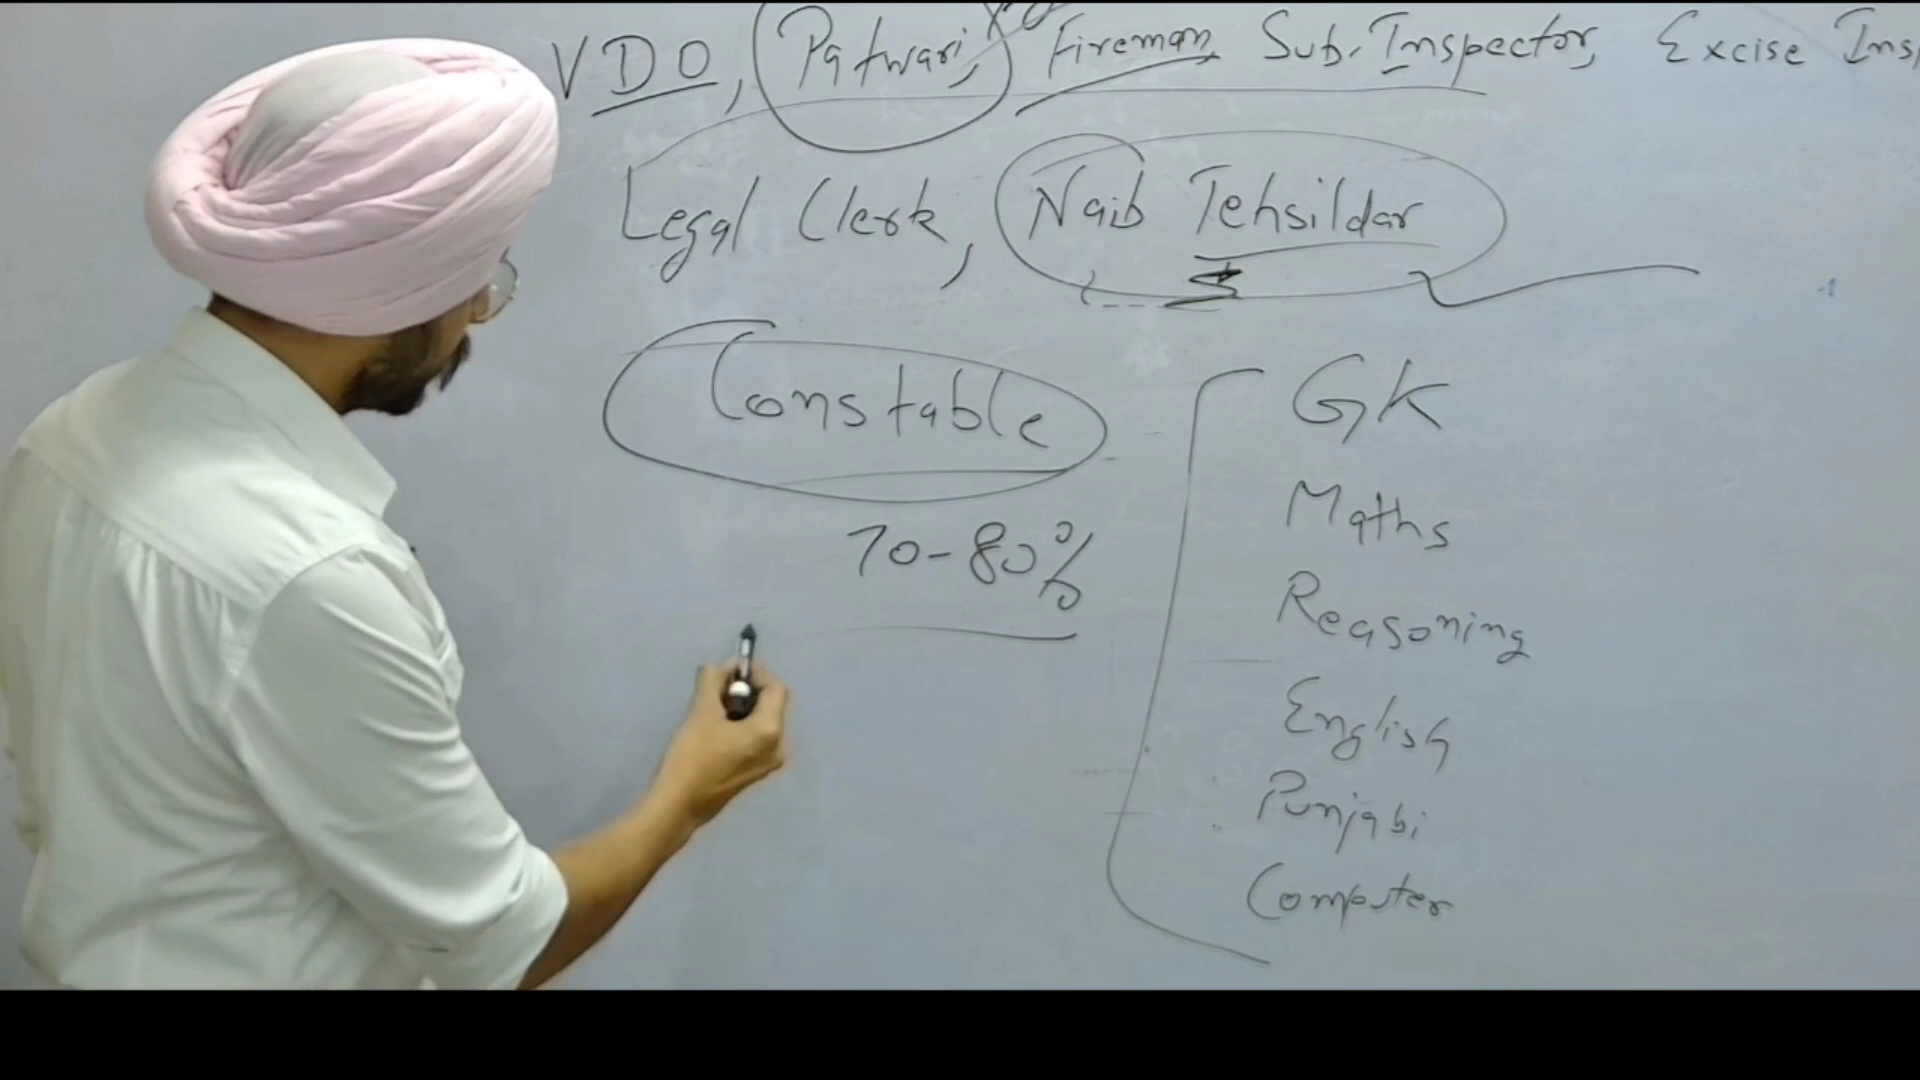 VDO, Patwari, Fireman, Sub. Inspector, Excise Insp
Legal Clerk, Naib Tehsildar
Constable
70-80%
GK
Maths
Reasoning
English
Punjabi
Computer